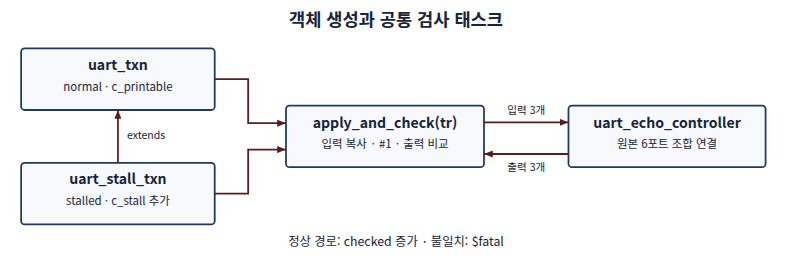 객체 생성과 공통 검사 태스크
uart_txn
normal · c_printable
extends
uart_stall_txn
stalled · c_stall 추가
apply_and_check(tr)
입력 복사 · #1 · 출력 비교
입력 3개
출력 3개
uart_echo_controller
원본 6포트 조합 연결
정상 경로: checked 증가 · 불일치: $fatal